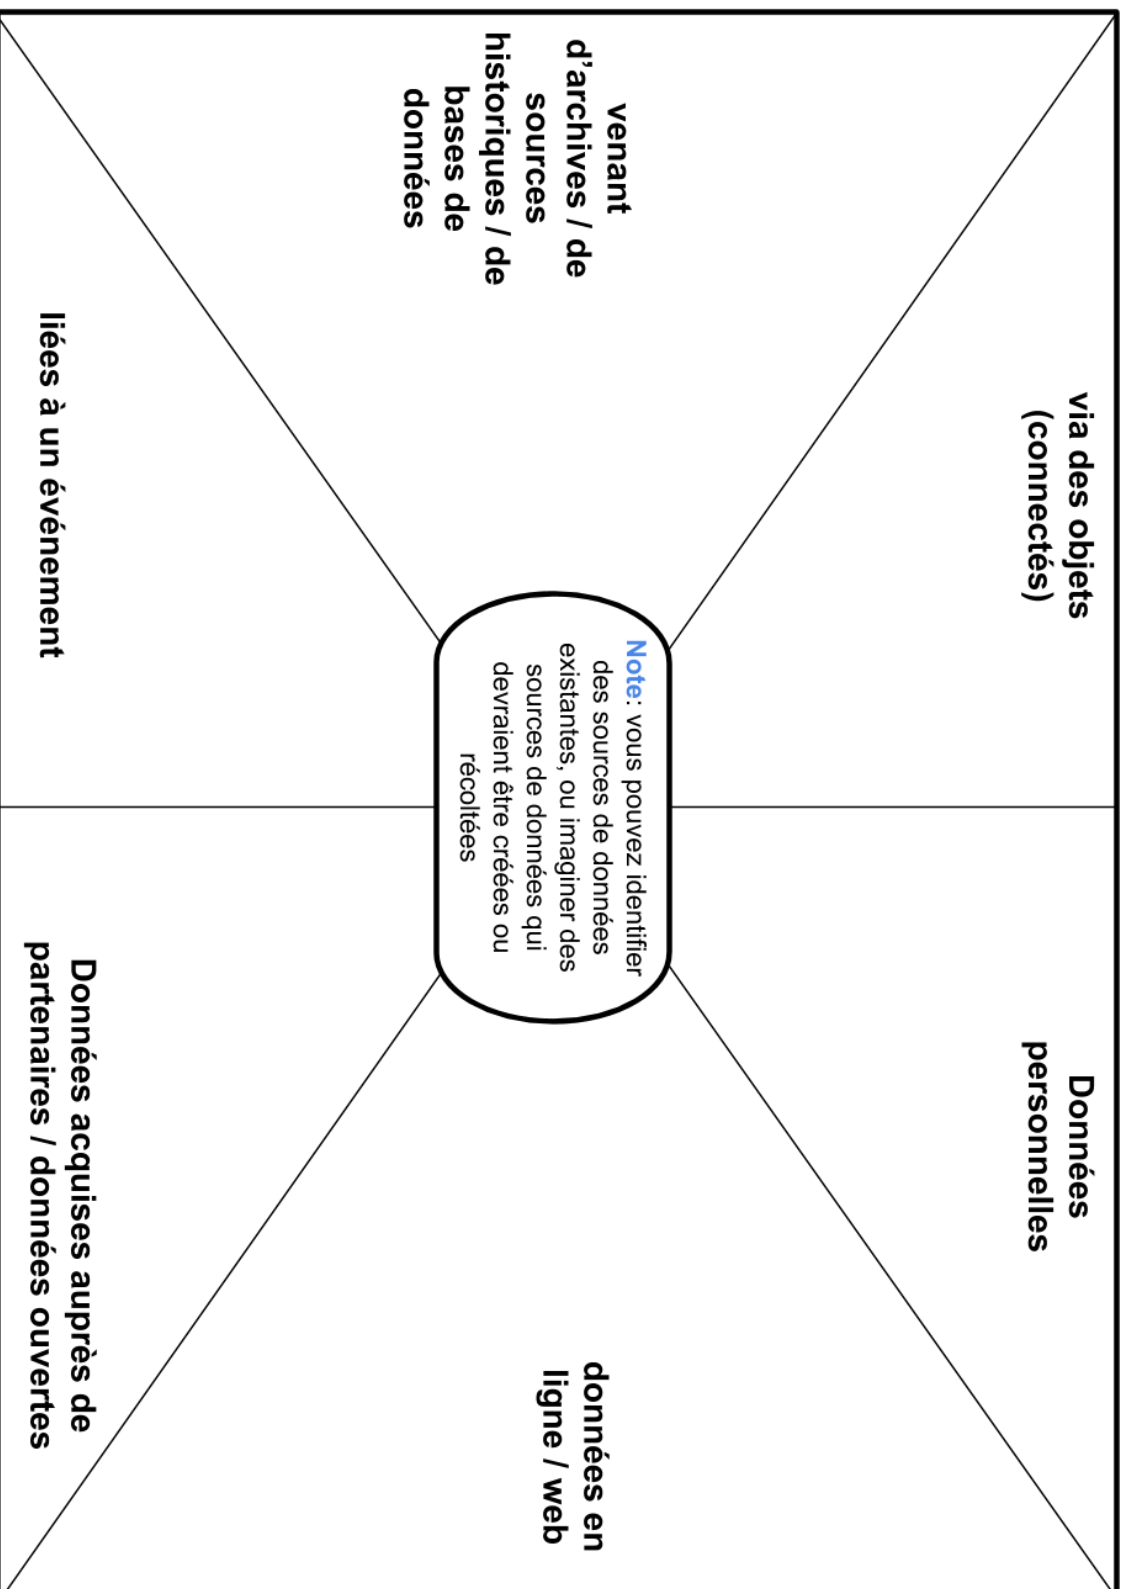 via des objets
(connectés)
Données
personnelles
venant
d'archives / de
sources
historiques / de
bases de
données
Note: vous pouvez identifier
des sources de données
existantes, ou imaginer des
sources de données qui
devraient être créées ou
récoltées
données en
ligne / web
liées à un événement
Données acquises auprès de
partenaires / données ouvertes